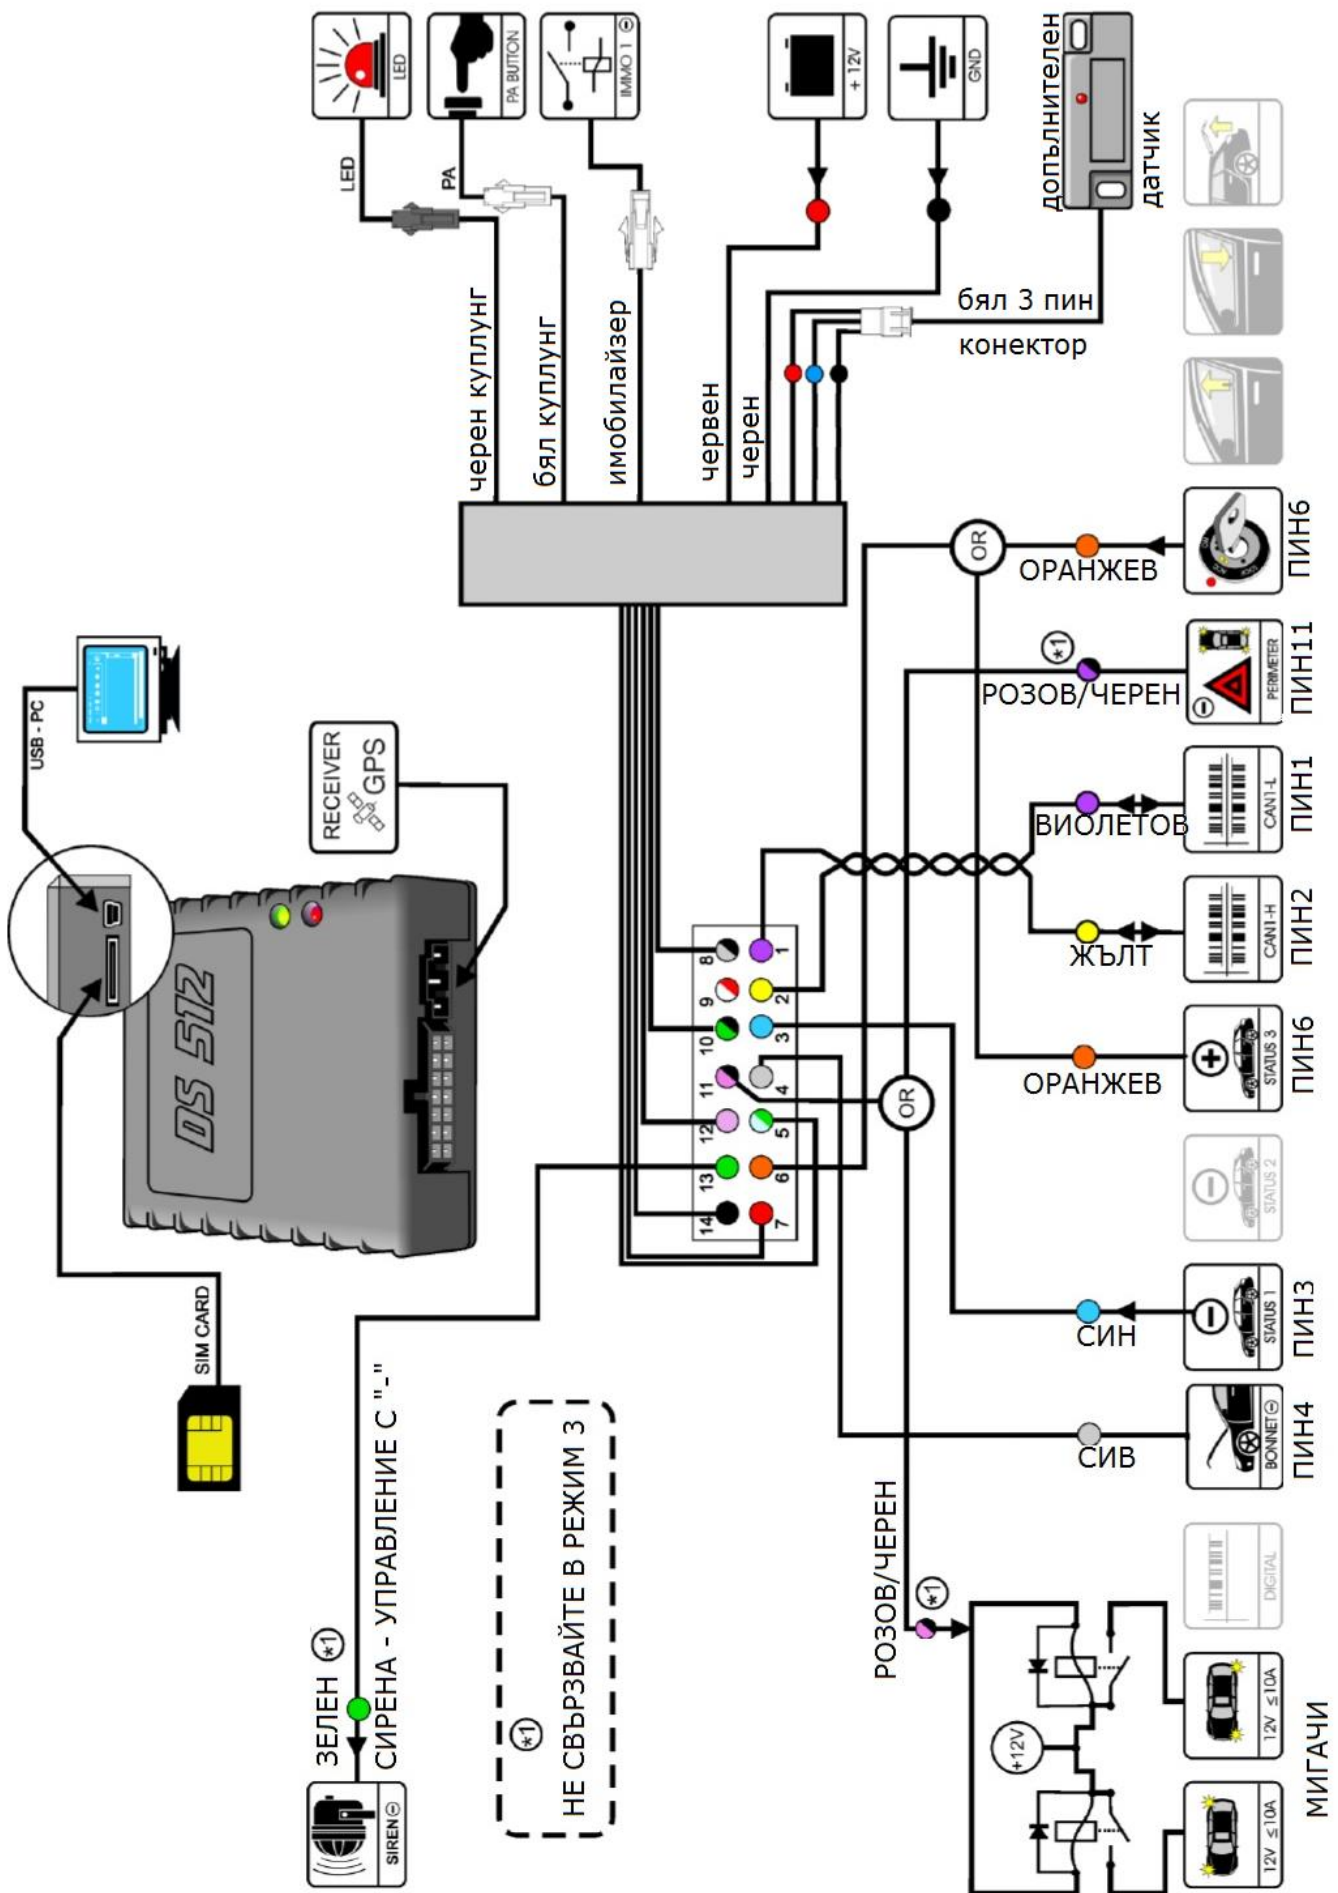 LED
PA BUTTON
IMMO 1 ⊖
+ 12V
GND
допълнителен
датчик
LED
PA
черен куплунг
бял куплунг
имобилайзер
червен
черен
бял 3 пин
конектор
USB - PC
RECEIVER
GPS
DS 512
SIM CARD
OR
ОРАНЖЕВ
ПИН6
*1
РОЗОВ/ЧЕРЕН
PERIMETER
ПИН11
ВИОЛЕТОВ
CAN1-L
ПИН1
ЖЪЛТ
CAN1-H
ПИН2
ОРАНЖЕВ
STATUS 3
ПИН6
STATUS 2
СИН
STATUS 1
ПИН3
СИВ
BONNET ⊖
ПИН4
DIGITAL
OR
8
9
10
11
12
13
14
1
2
3
4
5
6
7
ЗЕЛЕН *1
СИРЕНА - УПРАВЛЕНИЕ С "-"
SIREN ⊖
*1
НЕ СВЪРЗВАЙТЕ В РЕЖИМ 3
РОЗОВ/ЧЕРЕН
*1
+12V
12V ≤10A
12V ≤10A
МИГАЧИ